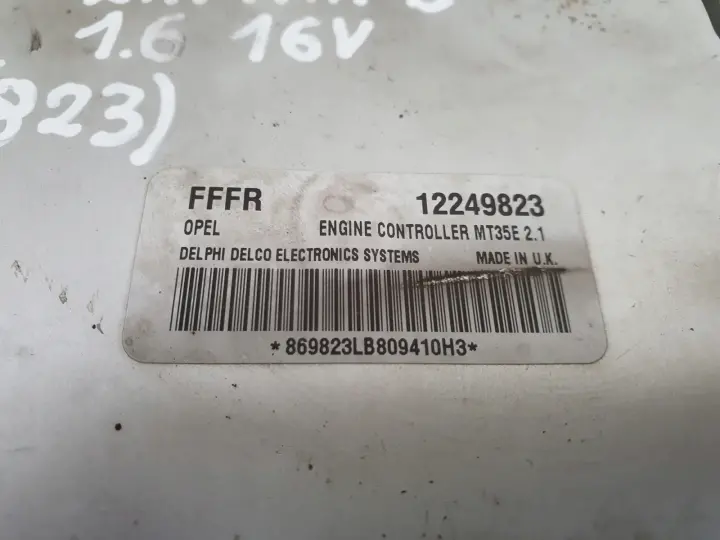 1.6 16V
823)
FFFR 12249823
OPEL ENGINE CONTROLLER MT35E 2.1
DELPHI DELCO ELECTRONICS SYSTEMS MADE IN U.K.
*869823LB809410H3*